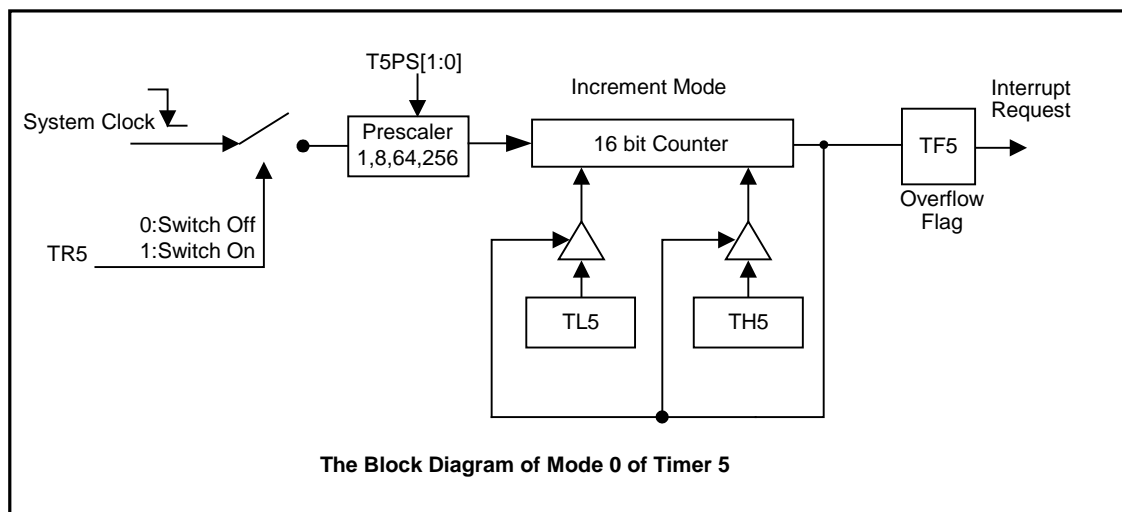 T5PS[1:0]
Increment Mode
Interrupt
Request
System Clock
Prescaler
1,8,64,256
16 bit Counter
TF5
Overflow
Flag
0:Switch Off
1:Switch On
TR5
TL5
TH5
The Block Diagram of Mode 0 of Timer 5